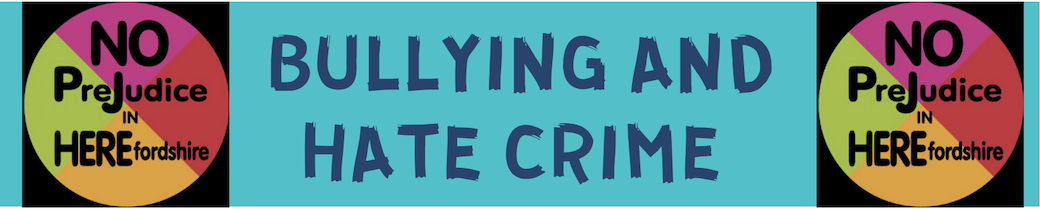 NO
PreJudice
IN
HEREfordshire
BULLYING AND
HATE CRIME
NO
PreJudice
IN
HEREfordshire